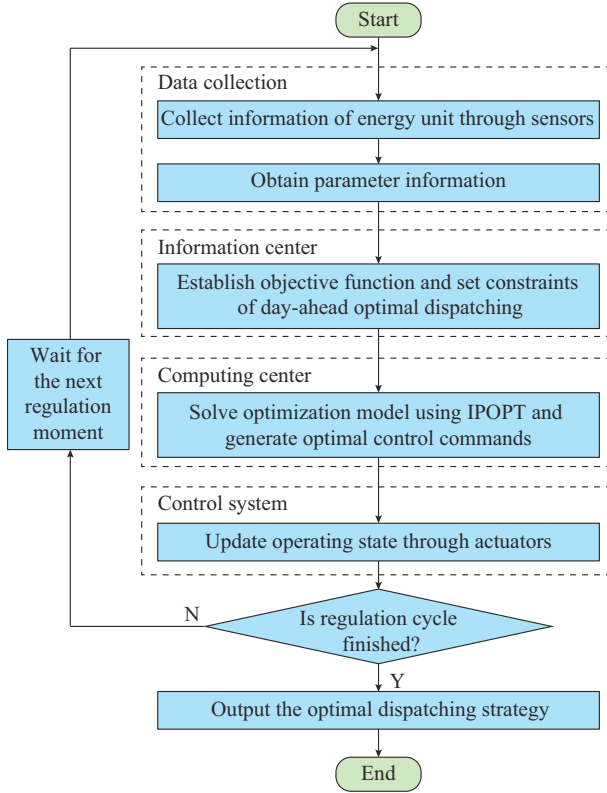 Start
Data collection
Collect information of energy unit through sensors
Obtain parameter information
Information center
Establish objective function and set constraints
of day-ahead optimal dispatching
Wait for
the next
regulation
moment
Computing center
Solve optimization model using IPOPT and
generate optimal control commands
Control system
Update operating state through actuators
N
Is regulation cycle
finished?
Y
Output the optimal dispatching strategy
End